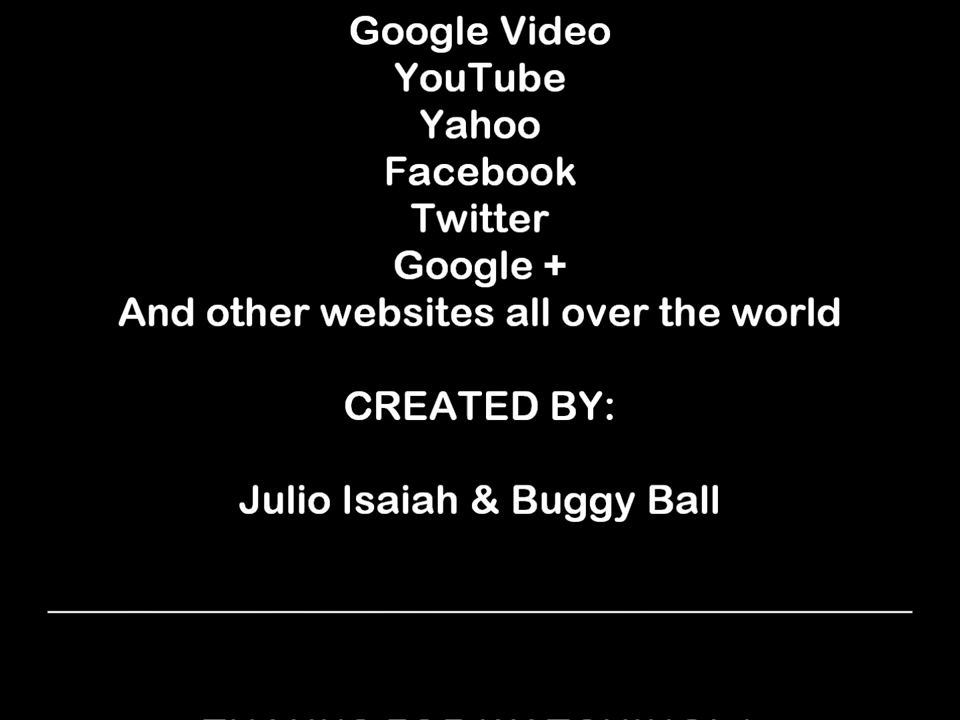 Google Video
YouTube
Yahoo
Facebook
Twitter
Google +
And other websites all over the world
CREATED BY:
Julio Isaiah & Buggy Ball